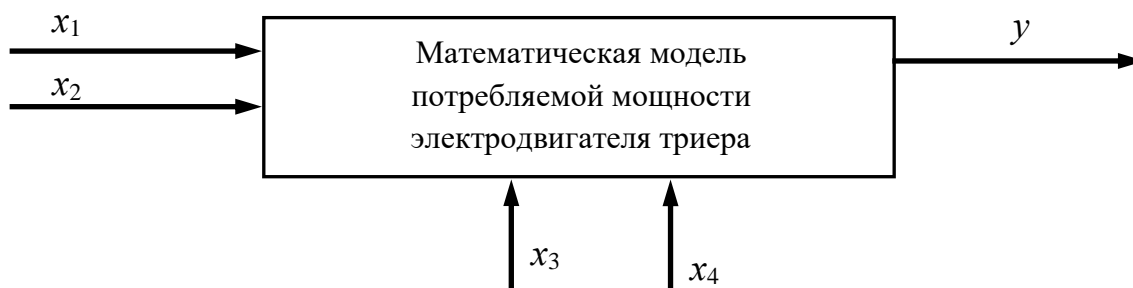 x1
x2
Математическая модель
потребляемой мощности
электродвигателя триера
y
x3
x4